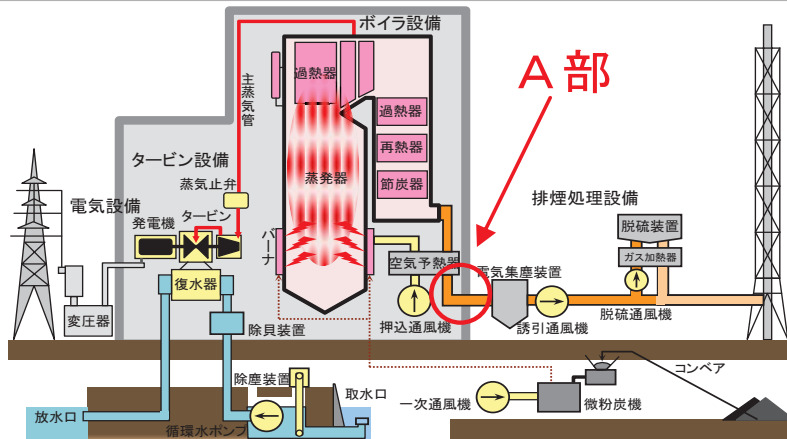 ボイラ設備
A部
過熱器
主蒸気管
過熱器
再熱器
節炭器
蒸発器
タービン設備
蒸気止弁
電気設備
発電機
タービン
バーナ
排煙処理設備
脱硫装置
ガス加熱器
空気予熱器
電気集塵装置
復水器
変圧器
押込通風機
誘引通風機
脱硫通風機
除貝装置
除塵装置
取水口
コンベア
一次通風機
微粉炭機
放水口
循環水ポンプ